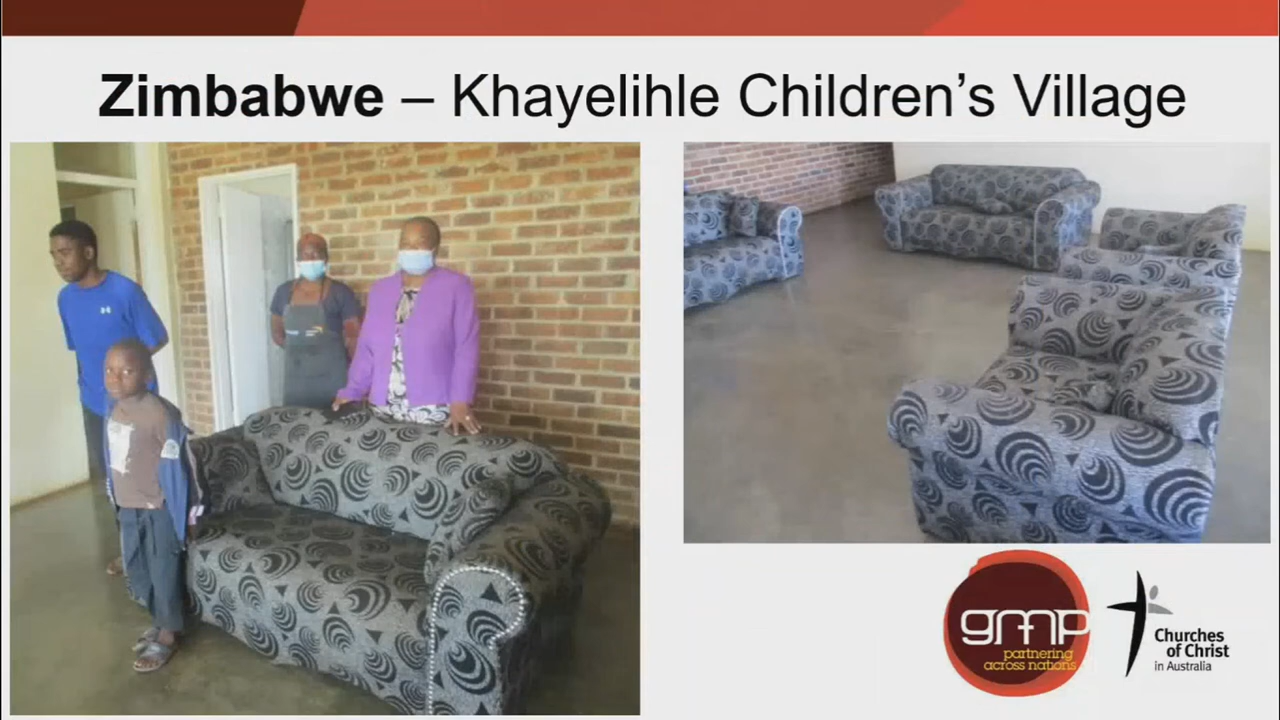 Zimbabwe – Khayelihle Children's Village
gmp
partnering
across nations
Churches
of Christ
in Australia